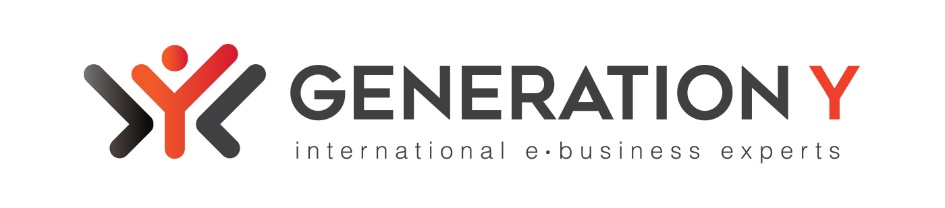 GENERATION Y
international e•business experts